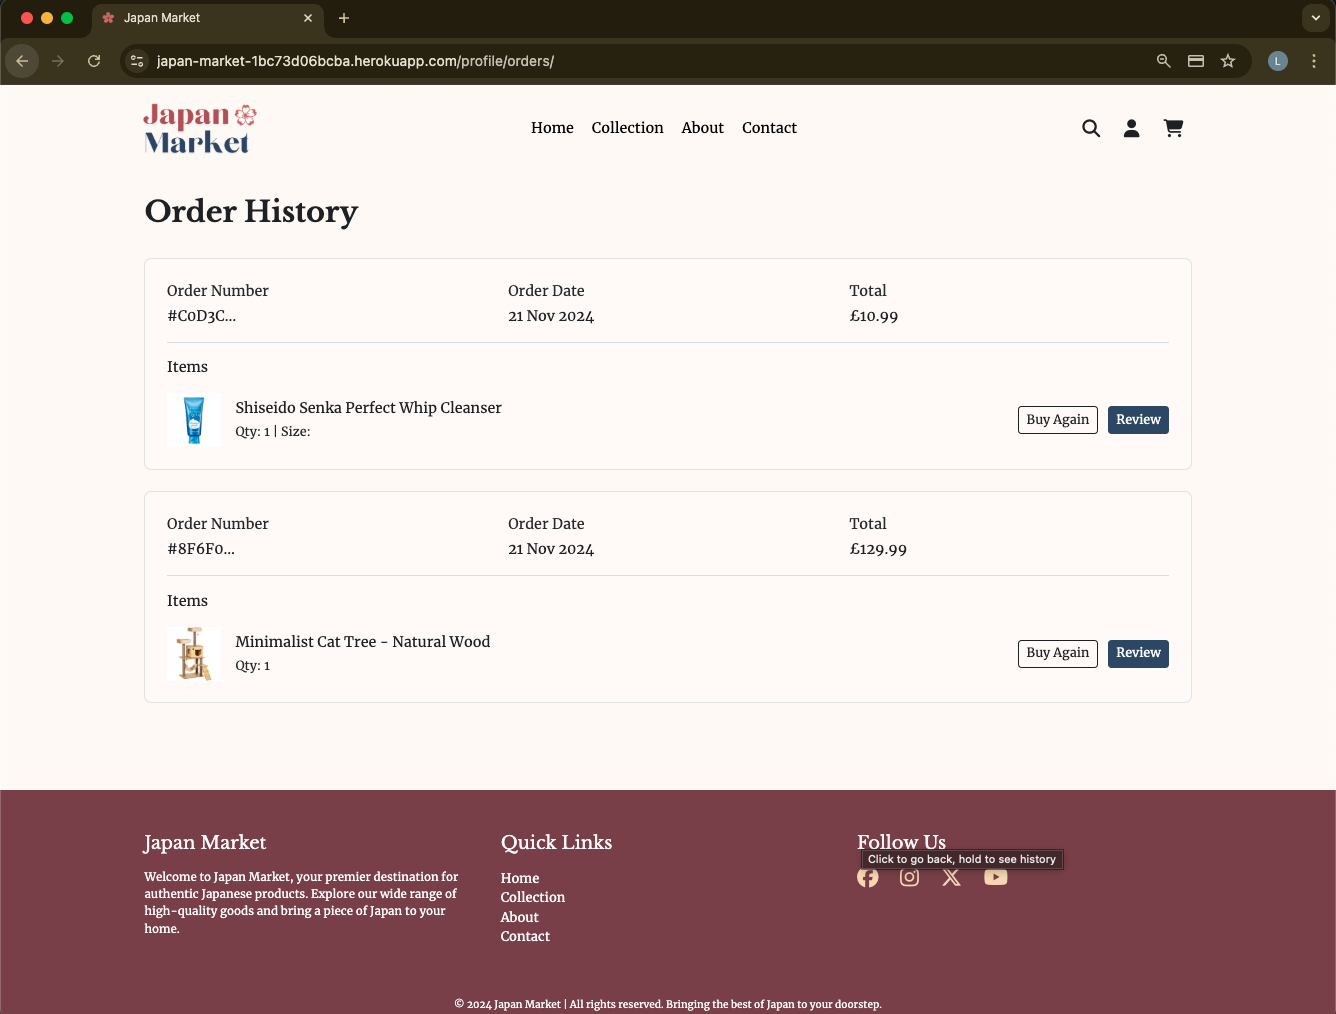 Japan Market
japan-market-1bc73d06bcba.herokuapp.com/profile/orders/
L
Japan
Market
Home Collection About Contact
Order History
Order Number Order Date Total
#C0D3C... 21 Nov 2024 £10.99
Items
Shiseido Senka Perfect Whip Cleanser
Qty: 1 | Size:
Buy Again Review
Order Number Order Date Total
#8F6F0... 21 Nov 2024 £129.99
Items
Minimalist Cat Tree - Natural Wood
Qty: 1
Buy Again Review
Japan Market
Welcome to Japan Market, your premier destination for
authentic Japanese products. Explore our wide range of
high-quality goods and bring a piece of Japan to your
home.
Quick Links
Home
Collection
About
Contact
Follow Us
Click to go back, hold to see history
© 2024 Japan Market | All rights reserved. Bringing the best of Japan to your doorstep.